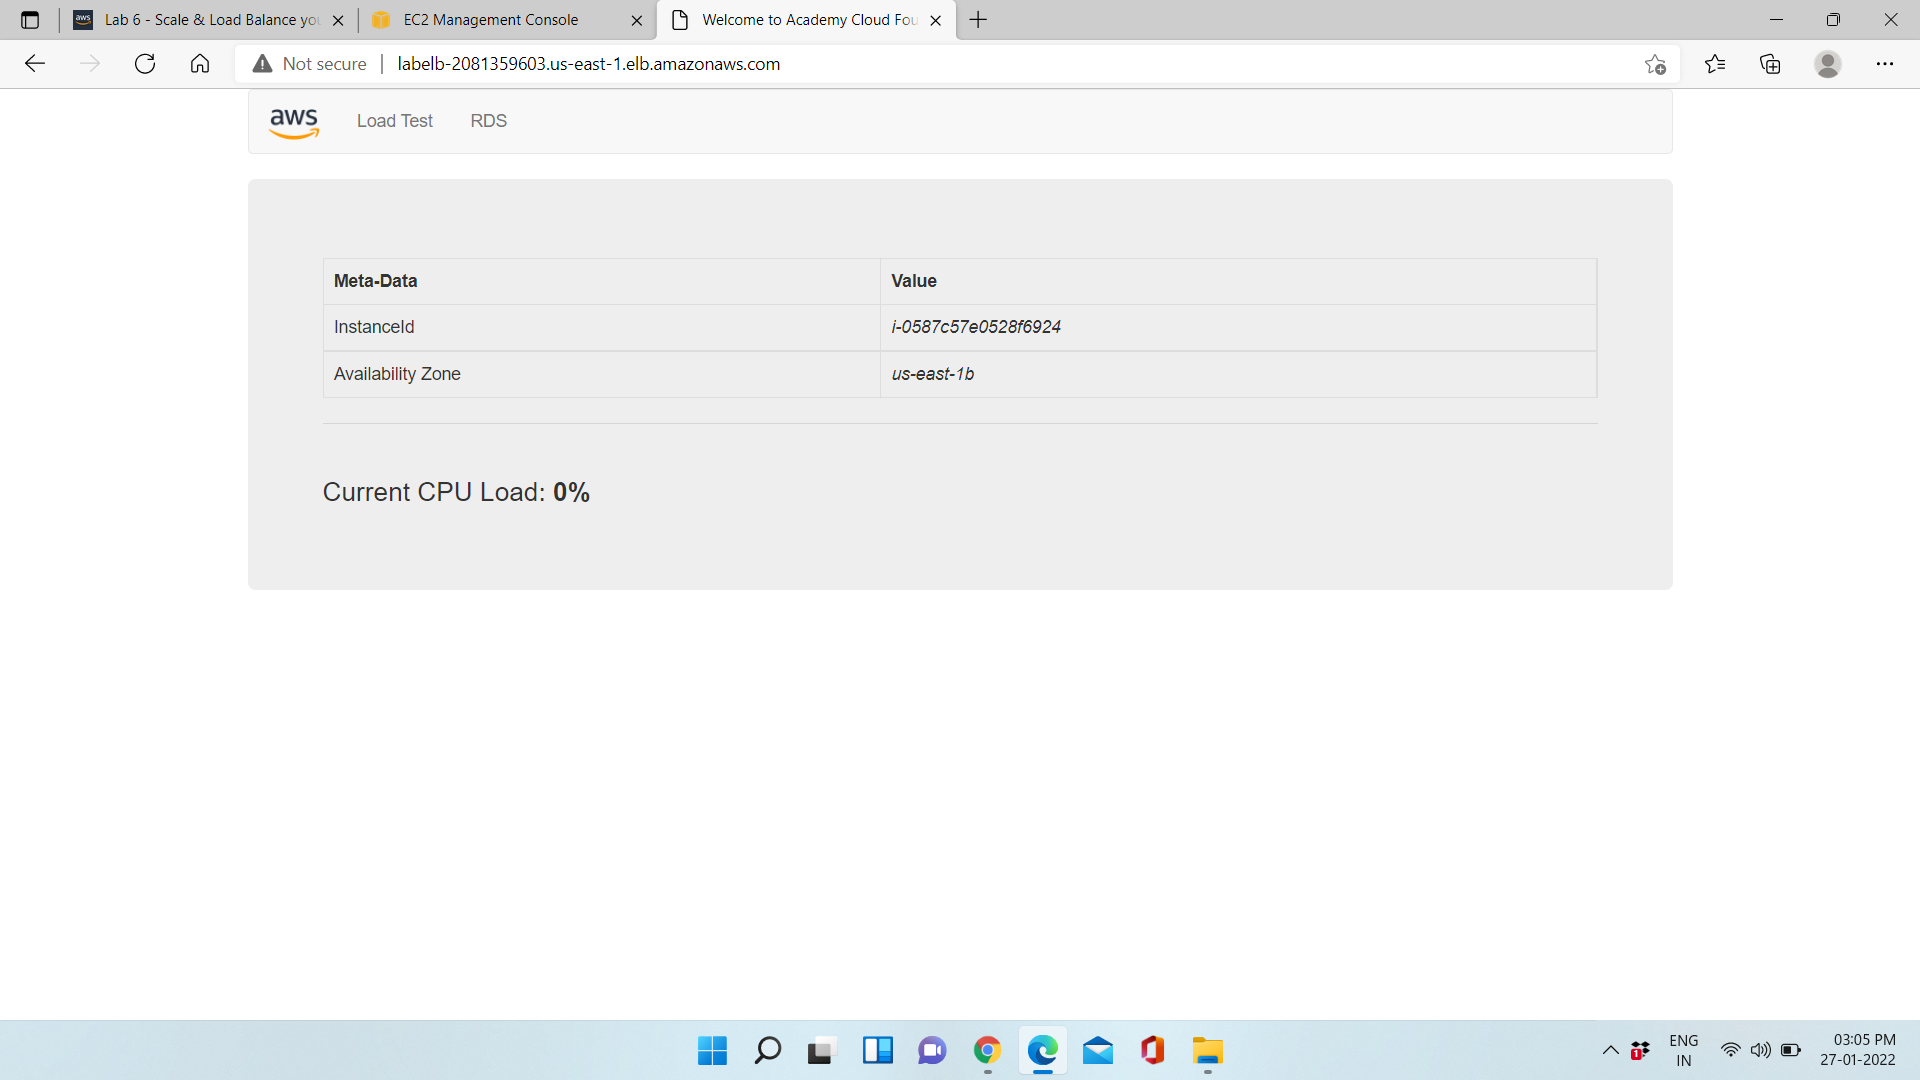 Lab 6 - Scale & Load Balance you
EC2 Management Console
Welcome to Academy Cloud Fou
Not secure
labelb-2081359603.us-east-1.elb.amazonaws.com
aws
Load Test
RDS
Meta-Data Value
InstanceId i-0587c57e0528f6924
Availability Zone us-east-1b
Current CPU Load: 0%
1
ENG
IN
03:05 PM
27-01-2022